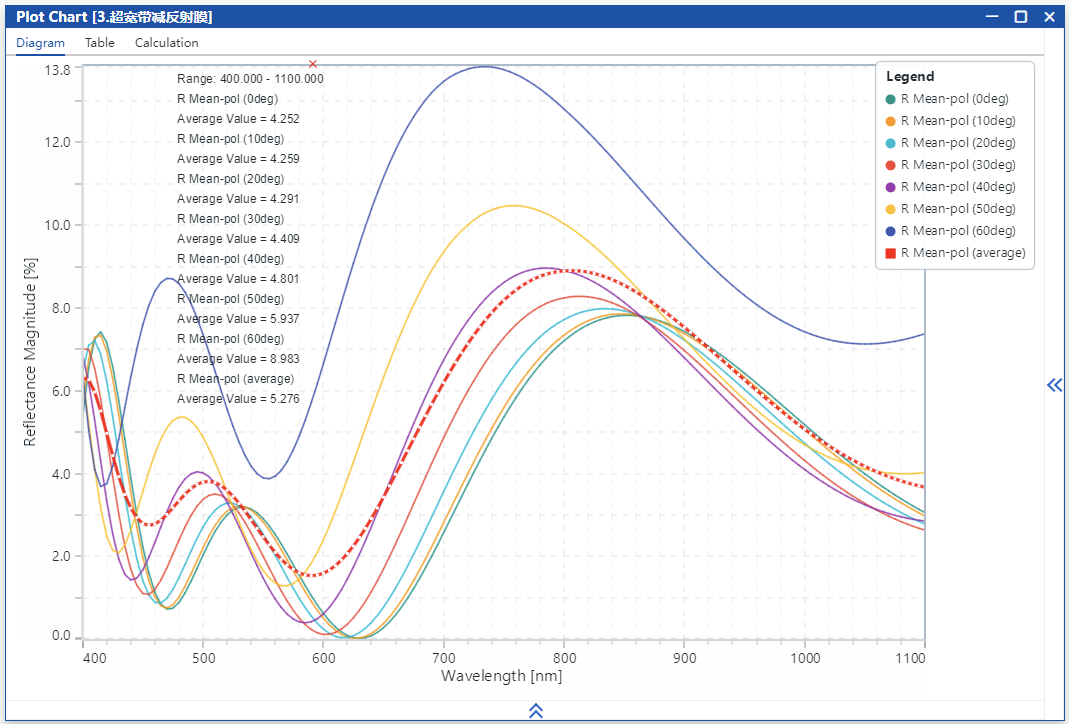 Plot Chart [3.超宽带减反射膜]
Diagram Table Calculation
13.8
12.0
10.0
8.0
6.0
4.0
2.0
0.0
Reflectance Magnitude [%]
Range: 400.000 - 1100.000
R Mean-pol (0deg)
Average Value = 4.252
R Mean-pol (10deg)
Average Value = 4.259
R Mean-pol (20deg)
Average Value = 4.291
R Mean-pol (30deg)
Average Value = 4.409
R Mean-pol (40deg)
Average Value = 4.801
R Mean-pol (50deg)
Average Value = 5.937
R Mean-pol (60deg)
Average Value = 8.983
R Mean-pol (average)
Average Value = 5.276
Legend
R Mean-pol (0deg)
R Mean-pol (10deg)
R Mean-pol (20deg)
R Mean-pol (30deg)
R Mean-pol (40deg)
R Mean-pol (50deg)
R Mean-pol (60deg)
R Mean-pol (average)
400 500 600 700 800 900 1000 1100
Wavelength [nm]